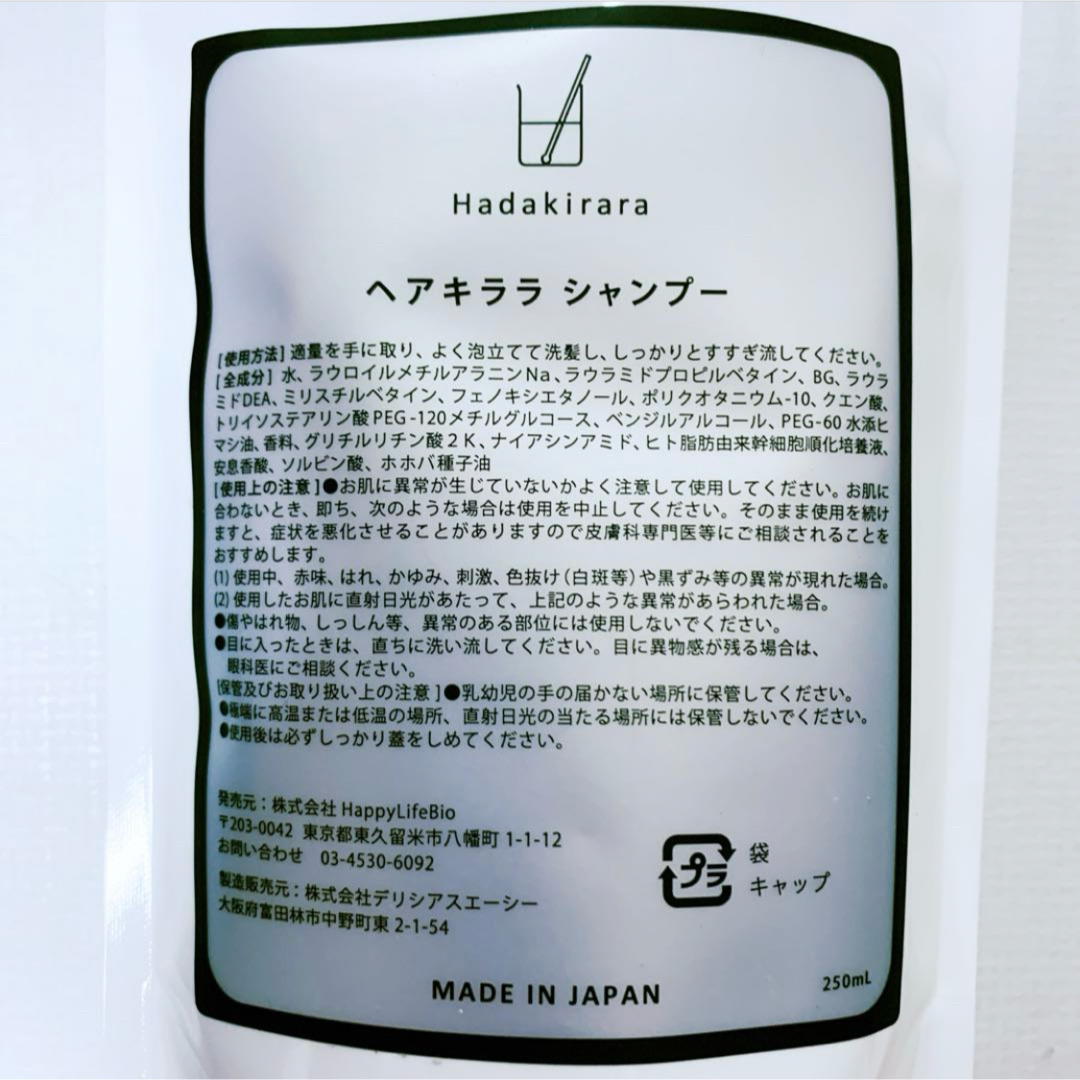 Hadakirara
ヘアキララ シャンプー
[使用方法] 適量を手に取り、よく泡立てて洗髪し、しっかりとすすぎ流してください。
[全成分] 水、ラウロイルメチルアラニンNa、ラウラミドプロピルベタイン、BG、ラウラ
ミドDEA、ミリスチルベタイン、フェノキシエタノール、ポリクオタニウム-10、クエン酸、
トリイソステアリン酸PEG-120メチルグルコース、ベンジルアルコール、PEG-60水添ヒ
マシ油、香料、グリチルリチン酸2K、ナイアシンアミド、ヒト脂肪由来幹細胞順化培養液、
安息香酸、ソルビン酸、ホホバ種子油
[使用上の注意]●お肌に異常が生じていないかよく注意して使用してください。お肌に
合わないとき、即ち、次のような場合は使用を中止してください。そのまま使用を続け
ますと、症状を悪化させることがありますので皮膚科専門医等にご相談されることを
おすすめします。
(1) 使用中、赤味、はれ、かゆみ、刺激、色抜け(白斑等)や黒ずみ等の異常が現れた場合。
(2) 使用したお肌に直射日光があたって、上記のような異常があらわれた場合。
●傷やはれ物、しっしん等、異常のある部位には使用しないでください。
●目に入ったときは、直ちに洗い流してください。目に異物感が残る場合は、
眼科医にご相談ください。
[保管及びお取り扱い上の注意]●乳幼児の手の届かない場所に保管してください。
●極端に高温または低温の場所、直射日光の当たる場所には保管しないでください。
●使用後は必ずしっかり蓋をしめてください。
発売元：株式会社HappyLifeBio
〒203-0042 東京都東久留米市八幡町1-1-12
お問い合わせ 03-4530-6092
製造販売元：株式会社デリシアスエーシー
大阪府富田林市中野町東2-1-54
プラ
袋
キャップ
MADE IN JAPAN
250mL